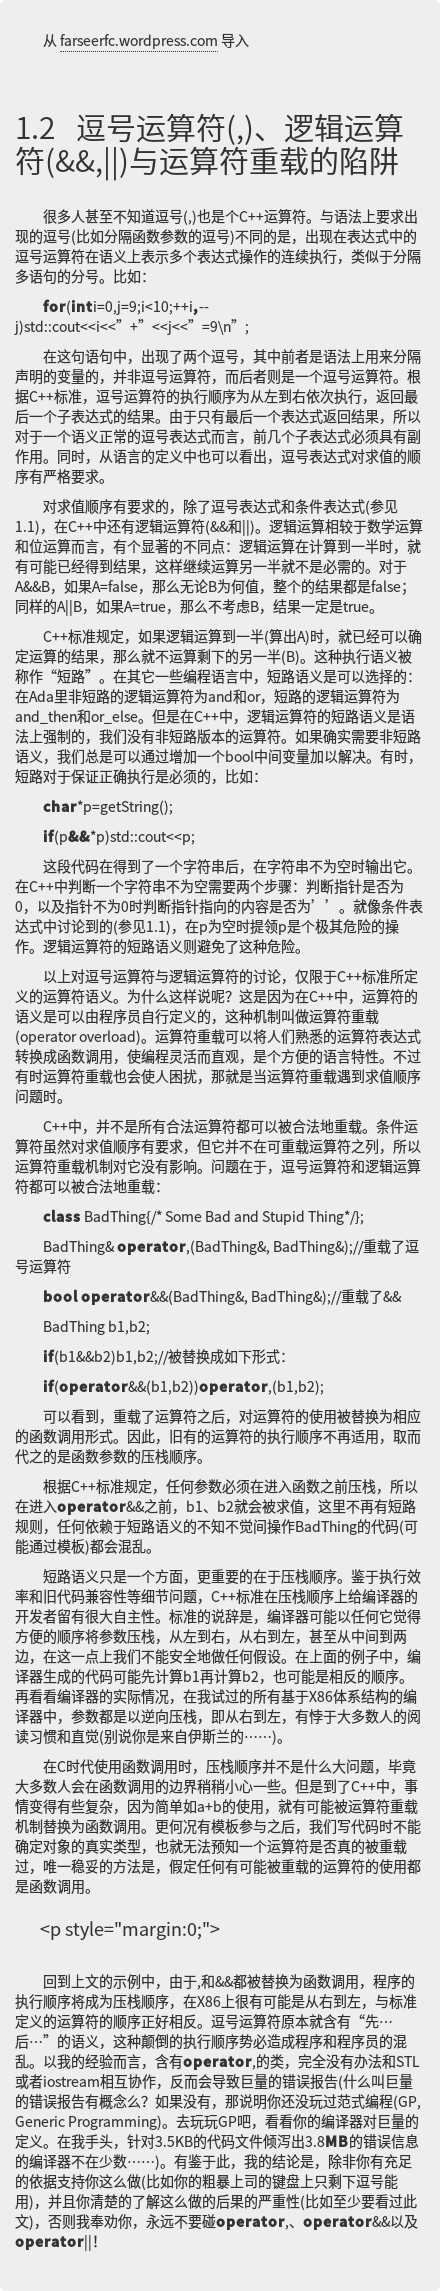 从 farseerfc.wordpress.com 导入
1.2 逗号运算符(,)、逻辑运算
符(&&,||)与运算符重载的陷阱
很多人甚至不知道逗号(,)也是个C++运算符。与语法上要求出
现的逗号(比如分隔函数参数的逗号)不同的是，出现在表达式中的
逗号运算符在语义上表示多个表达式操作的连续执行，类似于分隔
多语句的分号。比如：
for(inti=0,j=9;i<10;++i,--
j)std::cout<<i<<”+”<<j<<”=9\n”;
在这句语句中，出现了两个逗号，其中前者是语法上用来分隔
声明的变量的，并非逗号运算符，而后者则是一个逗号运算符。根
据C++标准，逗号运算符的执行顺序为从左到右依次执行，返回最
后一个子表达式的结果。由于只有最后一个表达式返回结果，所以
对于一个语义正常的逗号表达式而言，前几个子表达式必须具有副
作用。同时，从语言的定义中也可以看出，逗号表达式对求值的顺
序有严格要求。
对求值顺序有要求的，除了逗号表达式和条件表达式(参见
1.1)，在C++中还有逻辑运算符(&&和||)。逻辑运算相较于数学运算
和位运算而言，有个显著的不同点：逻辑运算在计算到一半时，就
有可能已经得到结果，这样继续运算另一半就不是必需的。对于
A&&B，如果A=false，那么无论B为何值，整个的结果都是false；
同样的A||B，如果A=true，那么不考虑B，结果一定是true。
C++标准规定，如果逻辑运算到一半(算出A)时，就已经可以确
定运算的结果，那么就不运算剩下的另一半(B)。这种执行语义被
称作“短路”。在其它一些编程语言中，短路语义是可以选择的：
在Ada里非短路的逻辑运算符为and和or，短路的逻辑运算符为
and_then和or_else。但是在C++中，逻辑运算符的短路语义是语
法上强制的，我们没有非短路版本的运算符。如果确实需要非短路
语义，我们总是可以通过增加一个bool中间变量加以解决。有时，
短路对于保证正确执行是必须的，比如：
char*p=getString();
if(p&&*p)std::cout<<p;
这段代码在得到了一个字符串后，在字符串不为空时输出它。
在C++中判断一个字符串不为空需要两个步骤：判断指针是否为
0，以及指针不为0时判断指针指向的内容是否为’’。就像条件表
达式中讨论到的(参见1.1)，在p为空时提领p是个极其危险的操
作。逻辑运算符的短路语义则避免了这种危险。
以上对逗号运算符与逻辑运算符的讨论，仅限于C++标准所定
义的运算符语义。为什么这样说呢？这是因为在C++中，运算符的
语义是可以由程序员自行定义的，这种机制叫做运算符重载
(operator overload)。运算符重载可以将人们熟悉的运算符表达式
转换成函数调用，使编程灵活而直观，是个方便的语言特性。不过
有时运算符重载也会使人困扰，那就是当运算符重载遇到求值顺序
问题时。
C++中，并不是所有合法运算符都可以被合法地重载。条件运
算符虽然对求值顺序有要求，但它并不在可重载运算符之列，所以
运算符重载机制对它没有影响。问题在于，逗号运算符和逻辑运算
符都可以被合法地重载：
class BadThing{/* Some Bad and Stupid Thing*/};
BadThing& operator,(BadThing&, BadThing&);//重载了逗
号运算符
bool operator&&(BadThing&, BadThing&);//重载了&&
BadThing b1,b2;
if(b1&&b2)b1,b2;//被替换成如下形式：
if(operator&&(b1,b2))operator,(b1,b2);
可以看到，重载了运算符之后，对运算符的使用被替换为相应
的函数调用形式。因此，旧有的运算符的执行顺序不再适用，取而
代之的是函数参数的压栈顺序。
根据C++标准规定，任何参数必须在进入函数之前压栈，所以
在进入operator&&之前，b1、b2就会被求值，这里不再有短路
规则，任何依赖于短路语义的不知不觉间操作BadThing的代码(可
能通过模板)都会混乱。
短路语义只是一个方面，更重要的在于压栈顺序。鉴于执行效
率和旧代码兼容性等细节问题，C++标准在压栈顺序上给编译器的
开发者留有很大自主性。标准的说辞是，编译器可能以任何它觉得
方便的顺序将参数压栈，从左到右，从右到左，甚至从中间到两
边，在这一点上我们不能安全地做任何假设。在上面的例子中，编
译器生成的代码可能先计算b1再计算b2，也可能是相反的顺序。
再看看编译器的实际情况，在我试过的所有基于X86体系结构的编
译器中，参数都是以逆向压栈，即从右到左，有悖于大多数人的阅
读习惯和直觉(别说你是来自伊斯兰的……)。
在C时代使用函数调用时，压栈顺序并不是什么大问题，毕竟
大多数人会在函数调用的边界稍稍小心一些。但是到了C++中，事
情变得有些复杂，因为简单如a+b的使用，就有可能被运算符重载
机制替换为函数调用。更何况有模板参与之后，我们写代码时不能
确定对象的真实类型，也就无法预知一个运算符是否真的被重载
过，唯一稳妥的方法是，假定任何有可能被重载的运算符的使用都
是函数调用。
<p style="margin:0;">
回到上文的示例中，由于,和&&都被替换为函数调用，程序的
执行顺序将成为压栈顺序，在X86上很有可能是从右到左，与标准
定义的运算符的顺序正好相反。逗号运算符原本就含有“先…
后…”的语义，这种颠倒的执行顺序势必造成程序和程序员的混
乱。以我的经验而言，含有operator,的类，完全没有办法和STL
或者iostream相互协作，反而会导致巨量的错误报告(什么叫巨量
的错误报告有概念么？如果没有，那说明你还没玩过范式编程(GP,
Generic Programming)。去玩玩GP吧，看看你的编译器对巨量的
定义。在我手头，针对3.5KB的代码文件倾泻出3.8MB的错误信息
的编译器不在少数……)。有鉴于此，我的结论是，除非你有充足
的依据支持你这么做(比如你的粗暴上司的键盘上只剩下逗号能
用)，并且你清楚的了解这么做的后果的严重性(比如至少要看过此
文)，否则我奉劝你，永远不要碰operator,、operator&&以及
operator||！